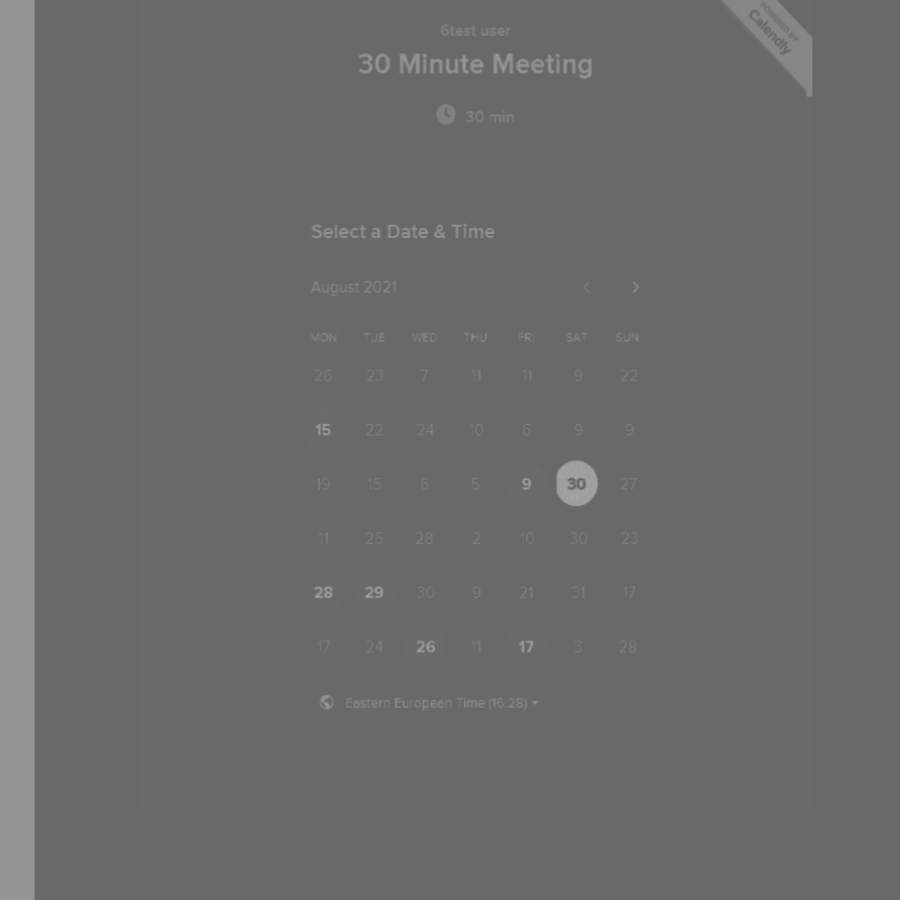 6test user
POWERED BY
Calendly
30 Minute Meeting
30 min
Select a Date & Time
August 2021
MON TUE WED THU FRI SAT SUN
26 23 7 11 11 9 22
15 22 24 10 6 9 9
19 15 6 5 9 30 27
11 25 28 2 10 30 23
28 29 30 9 21 31 17
17 24 26 11 17 3 28
Eastern European Time (16:28)